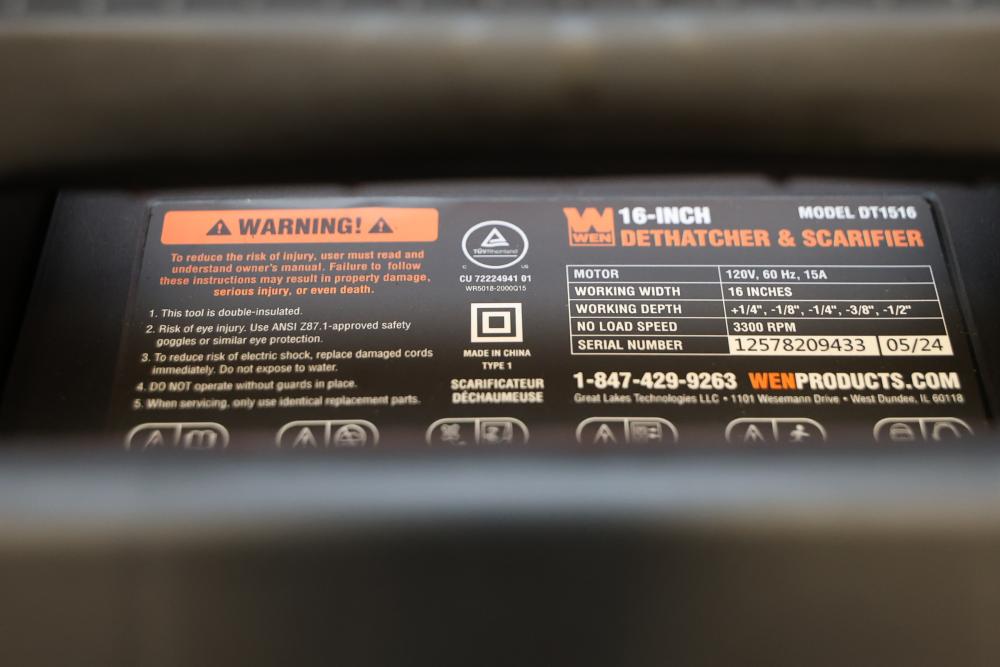 WARNING!
To reduce the risk of injury, user must read and
understand owner's manual. Failure to follow
these instructions may result in property damage,
serious injury, or even death.
1. This tool is double-insulated.
2. Risk of eye injury. Use ANSI Z87.1-approved safety
goggles or similar eye protection.
3. To reduce risk of electric shock, replace damaged cords
immediately. Do not expose to water.
4. DO NOT operate without guards in place.
5. When servicing, only use identical replacement parts.
TÜVRheinland
C US
CU 72224941 01
WR5018-2000Q15
MADE IN CHINA
TYPE 1
SCARIFICATEUR
DÉCHAUMEUSE
WEN
16-INCH MODEL DT1516
DETHATCHER & SCARIFIER
MOTOR 120V, 60 Hz, 15A
WORKING WIDTH 16 INCHES
WORKING DEPTH +1/4", -1/8", -1/4", -3/8", -1/2"
NO LOAD SPEED 3300 RPM
SERIAL NUMBER 12578209433 05/24
1-847-429-9263 WENPRODUCTS.COM
Great Lakes Technologies LLC • 1101 Wesemann Drive • West Dundee, IL 60118